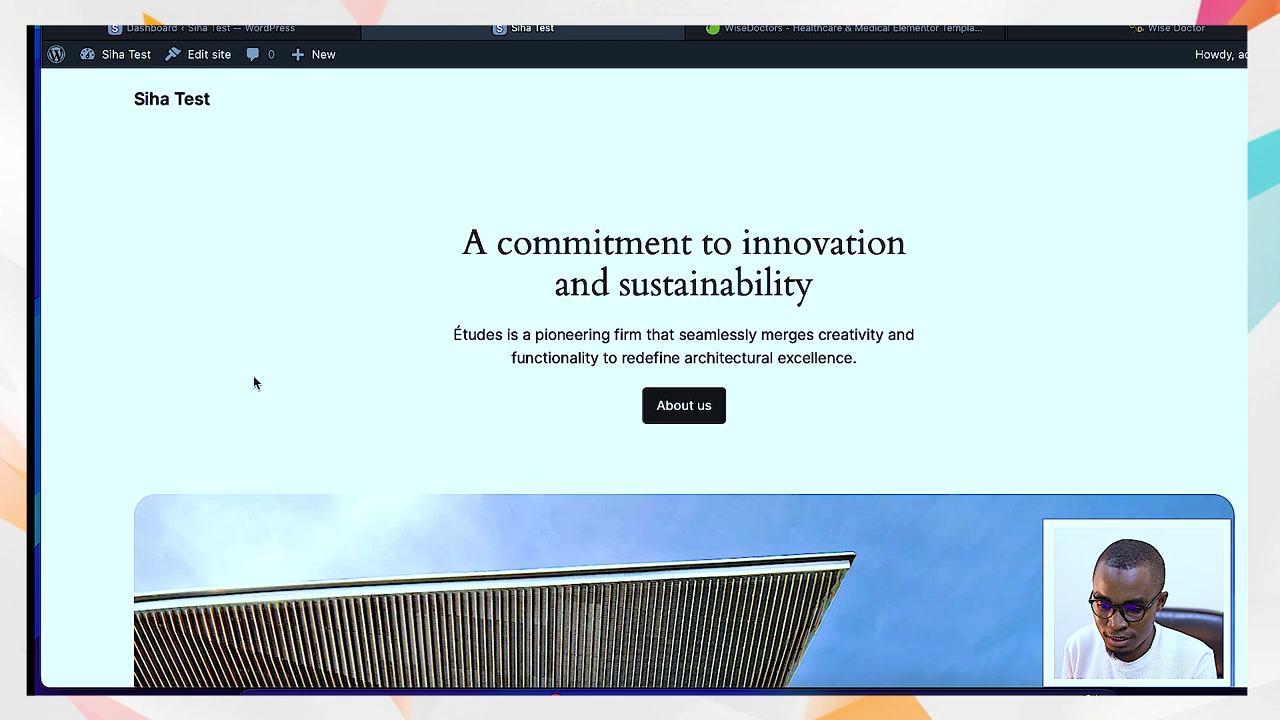 Dashboard ‹ Siha Test — WordPress
Siha Test
WiseDoctors - Healthcare & Medical Elementor Templa...
Wise Doctor
Siha Test
Edit site
0
New
Howdy,
Siha Test
A commitment to innovation
and sustainability
Études is a pioneering firm that seamlessly merges creativity and
functionality to redefine architectural excellence.
About us